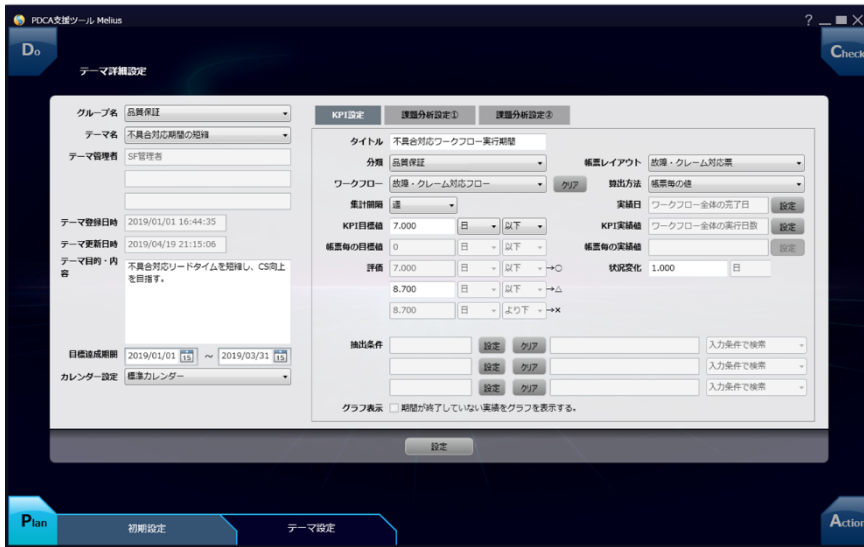 PDCA支援ツール Melius
?
Do
Check
テーマ詳細設定
グループ名 品質保証
テーマ名 不具合対応期間の短縮
テーマ管理者 SF管理者
テーマ登録日時 2019/01/01 16:44:35
テーマ更新日時 2019/04/19 21:15:06
テーマ目的・内容 不具合対応リードタイムを短縮し、CS向上
を目指す。
目標達成期間 2019/01/01 15 ~ 2019/03/31 15
カレンダー設定 標準カレンダー
KPI設定 課題分析設定① 課題分析設定②
タイトル 不具合対応ワークフロー実行期間
分類 品質保証 帳票レイアウト 故障・クレーム対応票
ワークフロー 故障・クレーム対応フロー クリア 算出方法 帳票毎の値
集計間隔 週 実績日 ワークフロー全体の完了日 設定
KPI目標値 7.000 日 以下 KPI実績値 ワークフロー全体の実行日数 設定
帳票毎の目標値 0 日 以下 帳票毎の実績値 設定
評価 7.000 日 以下 →○ 状況変化 1.000 日
8.700 日 以下 →△
8.700 日 より下 →×
抽出条件 設定 クリア 入力条件で検索
設定 クリア 入力条件で検索
設定 クリア 入力条件で検索
グラフ表示 期間が終了していない実績をグラフを表示する。
設定
Plan 初期設定 テーマ設定
Action